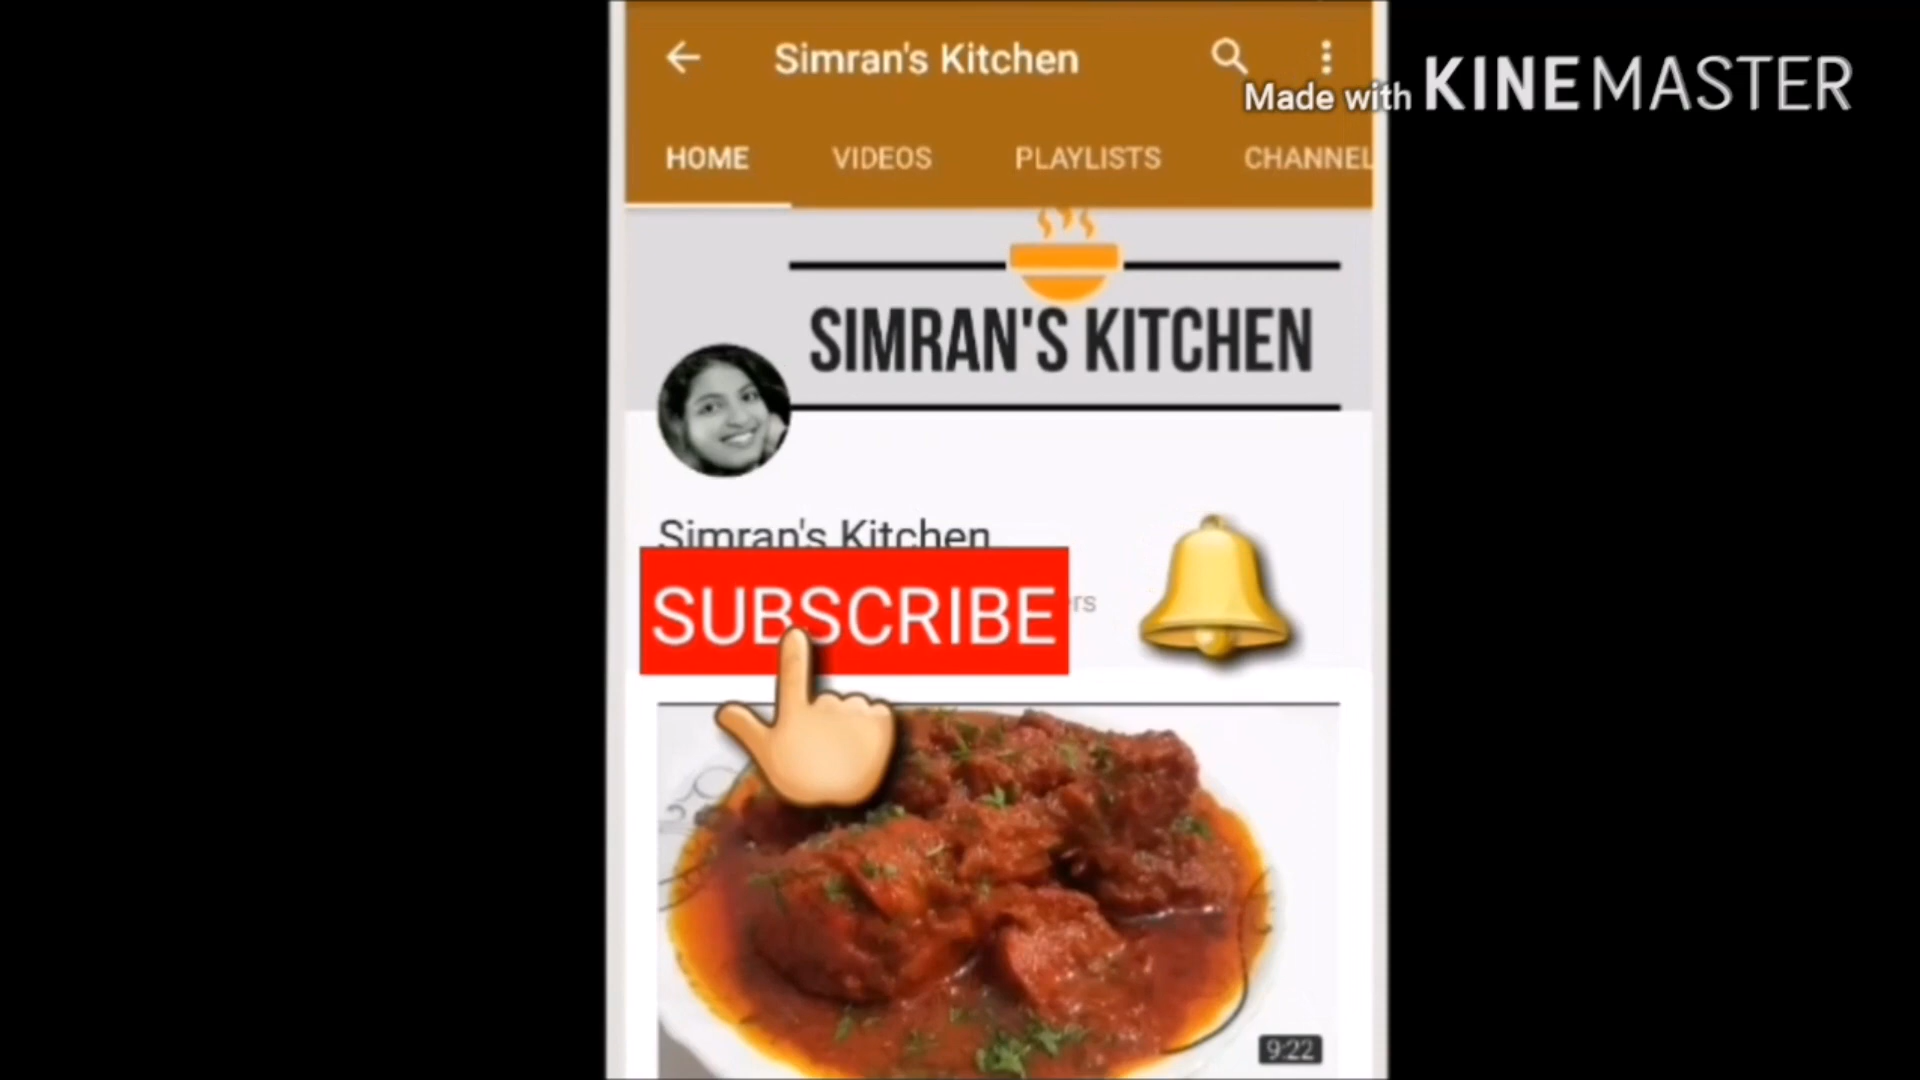 Simran's Kitchen
Made with KINEMASTER
HOME VIDEOS PLAYLISTS CHANNEL
SIMRAN'S KITCHEN
Simran's Kitchen
SUBSCRIBE
9:22